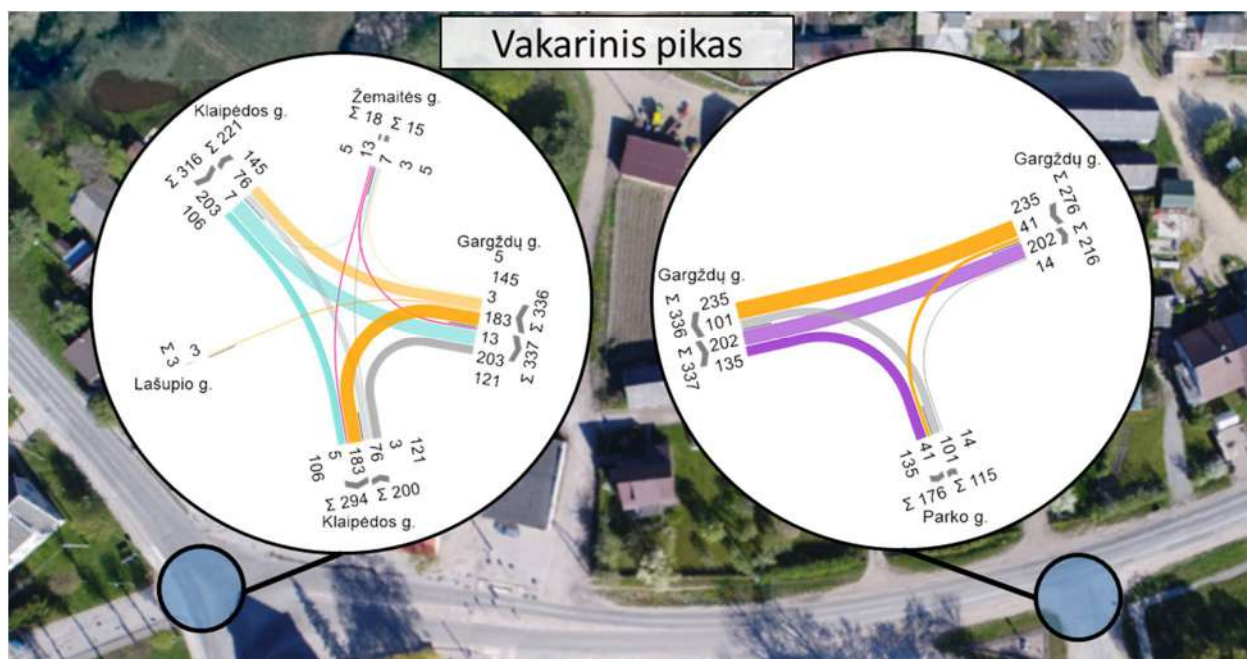 Vakarinis pikas
Klaipėdos g.
Σ 316 Σ 221
106 203 7 76 145
Žemaitės g.
Σ 18 Σ 15
5 13 7 3 5
Gargždų g.
5
145
3
183 Σ 336
13
203 Σ 337
121
Σ 3 3
Lašupio g.
106 5 183 76 3 121
Σ 294 Σ 200
Klaipėdos g.
Gargždų g.
235 Σ 276
41
202 Σ 216
14
Gargždų g.
Σ 336 235
101
Σ 337 202
135
135 41 101 14
Σ 176 Σ 115
Parko g.